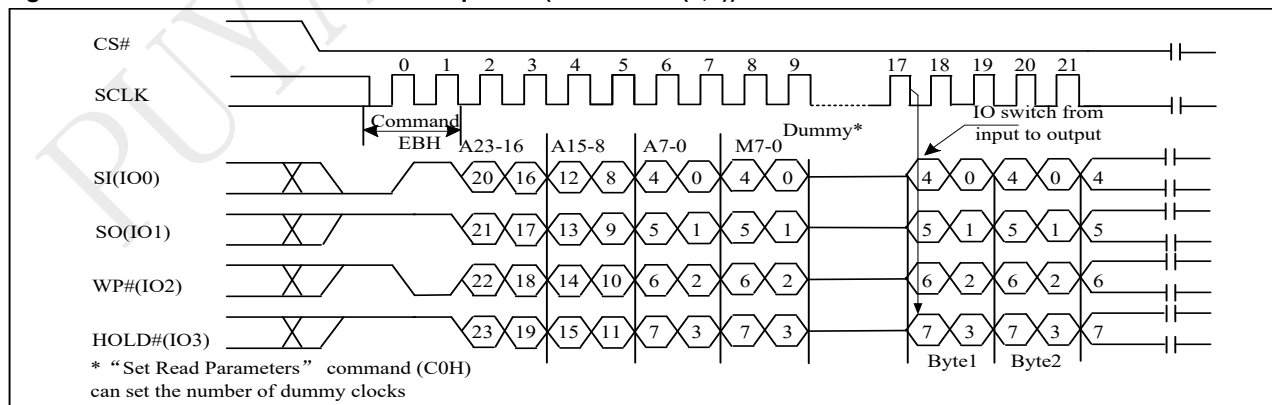 CS#
0 1 2 3 4 5 6 7 8 9 17 18 19 20 21
SCLK
Command
EBH
IO switch from
input to output
Dummy*
A23-16 A15-8 A7-0 M7-0
SI(IO0) 20 16 12 8 4 0 4 0 4 0 4 0 4
SO(IO1) 21 17 13 9 5 1 5 1 5 1 5 1 5
WP#(IO2) 22 18 14 10 6 2 6 2 6 2 6 2 6
HOLD#(IO3) 23 19 15 11 7 3 7 3 7 3 7 3 7
Byte1 Byte2
* “Set Read Parameters” command (C0H)
can set the number of dummy clocks
PUYA